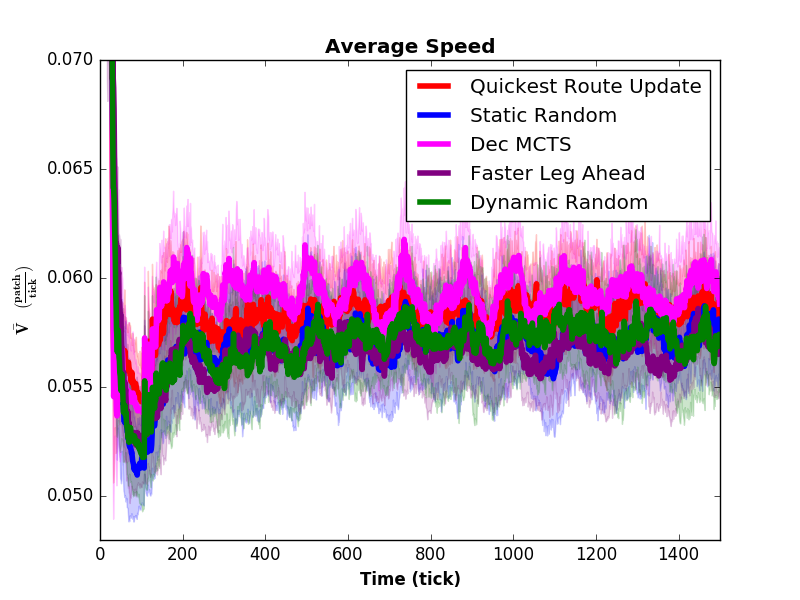 Average Speed
0.070
0.065
0.060
0.055
0.050
V̄ (patch/tick)
Quickest Route Update
Static Random
Dec MCTS
Faster Leg Ahead
Dynamic Random
0 200 400 600 800 1000 1200 1400
Time (tick)